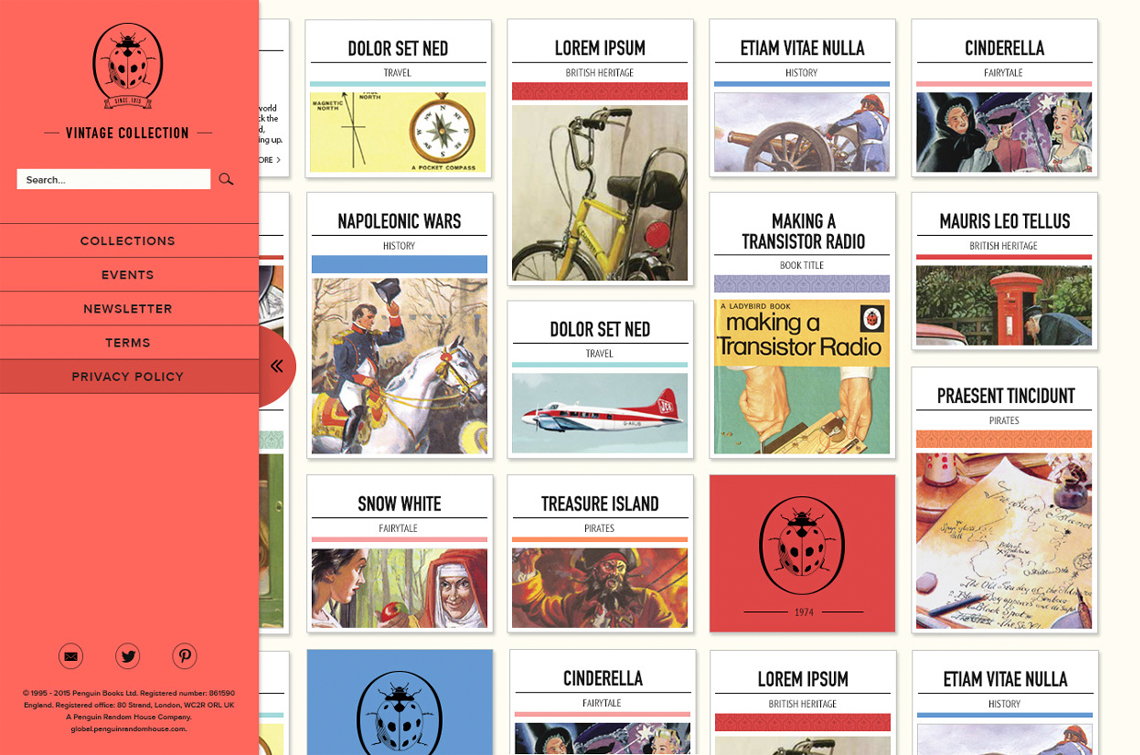 SINCE 1915
VINTAGE COLLECTION
Search...
COLLECTIONS
EVENTS
NEWSLETTER
TERMS
PRIVACY POLICY
© 1995 - 2015 Penguin Books Ltd. Registered number: 861590
England. Registered office: 80 Strand, London, WC2R ORL UK
A Penguin Random House Company.
global.penguinrandomhouse.com.
world
ck the
d,
ing up.
ORE >
DOLOR SET NED
TRAVEL
MAGNETIC
NORTH
NORTH
A POCKET COMPASS
NAPOLEONIC WARS
HISTORY
SNOW WHITE
FAIRYTALE
LOREM IPSUM
BRITISH HERITAGE
DOLOR SET NED
TRAVEL
TREASURE ISLAND
PIRATES
CINDERELLA
FAIRYTALE
ETIAM VITAE NULLA
HISTORY
MAKING A
TRANSISTOR RADIO
BOOK TITLE
A LADYBIRD BOOK
making a
Transistor Radio
1974
LOREM IPSUM
BRITISH HERITAGE
CINDERELLA
FAIRYTALE
MAURIS LEO TELLUS
BRITISH HERITAGE
PRAESENT TINCIDUNT
PIRATES
Treasure Island
ETIAM VITAE NULLA
HISTORY